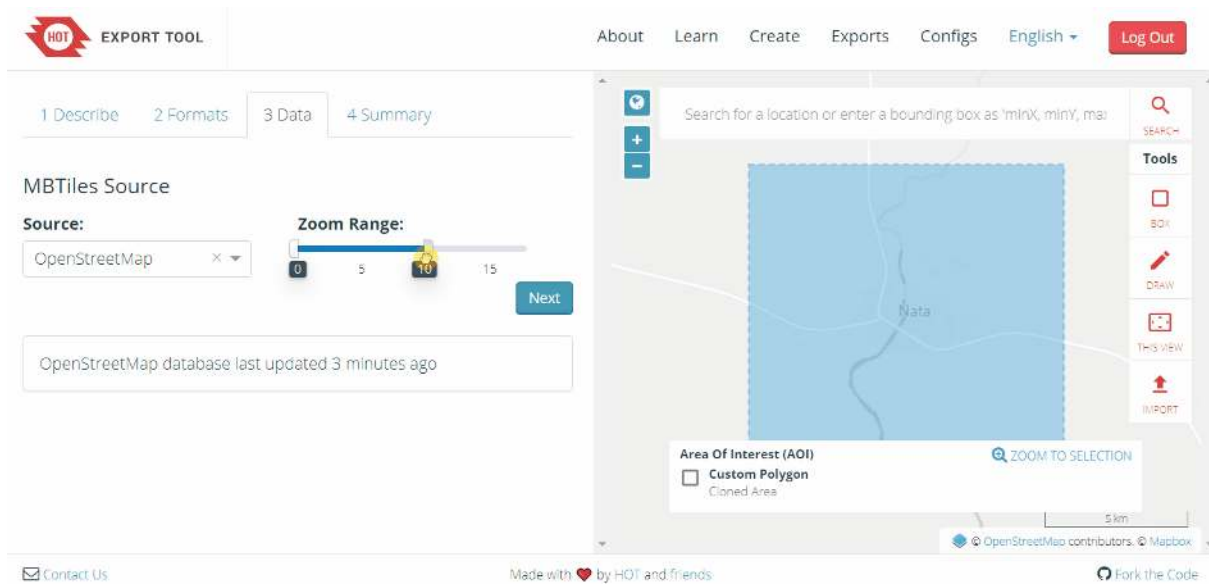 HOT EXPORT TOOL
About Learn Create Exports Configs English Log Out
1 Describe 2 Formats 3 Data 4 Summary
MBTiles Source
Source:
OpenStreetMap
Zoom Range:
0 5 10 15
Next
OpenStreetMap database last updated 3 minutes ago
Search for a location or enter a bounding box as 'minX, minY, max
SEARCH
Tools
BOX
DRAW
THIS VIEW
IMPORT
Nata
Area Of Interest (AOI)
ZOOM TO SELECTION
Custom Polygon
Cloned Area
5 km
© OpenStreetMap contributors. © Mapbox
Contact Us
Made with ❤ by HOT and friends
Fork the Code